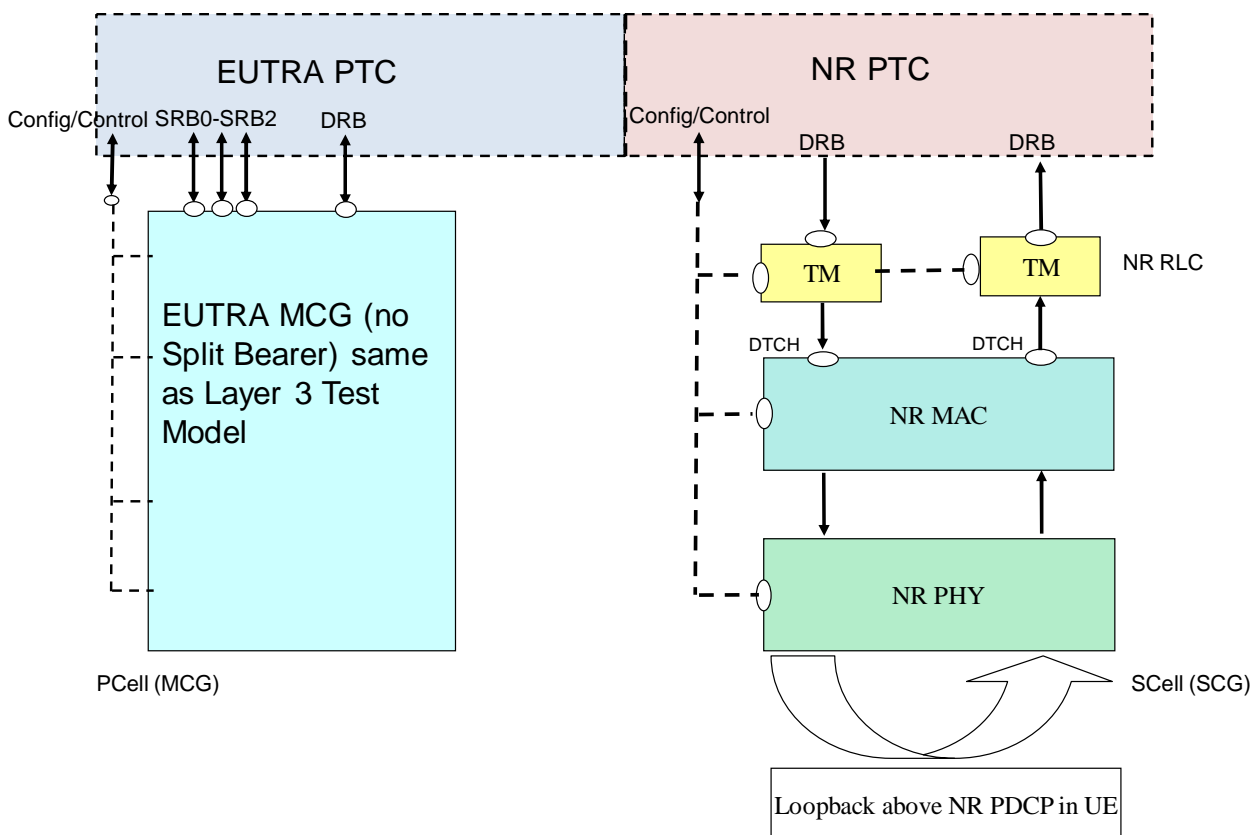 EUTRA PTC
NR PTC
Config/Control
SRB0-SRB2
DRB
Config/Control
DRB
DRB
TM
TM
NR RLC
DTCH
DTCH
EUTRA MCG (no
Split Bearer) same
as Layer 3 Test
Model
NR MAC
NR PHY
PCell (MCG)
SCell (SCG)
Loopback above NR PDCP in UE